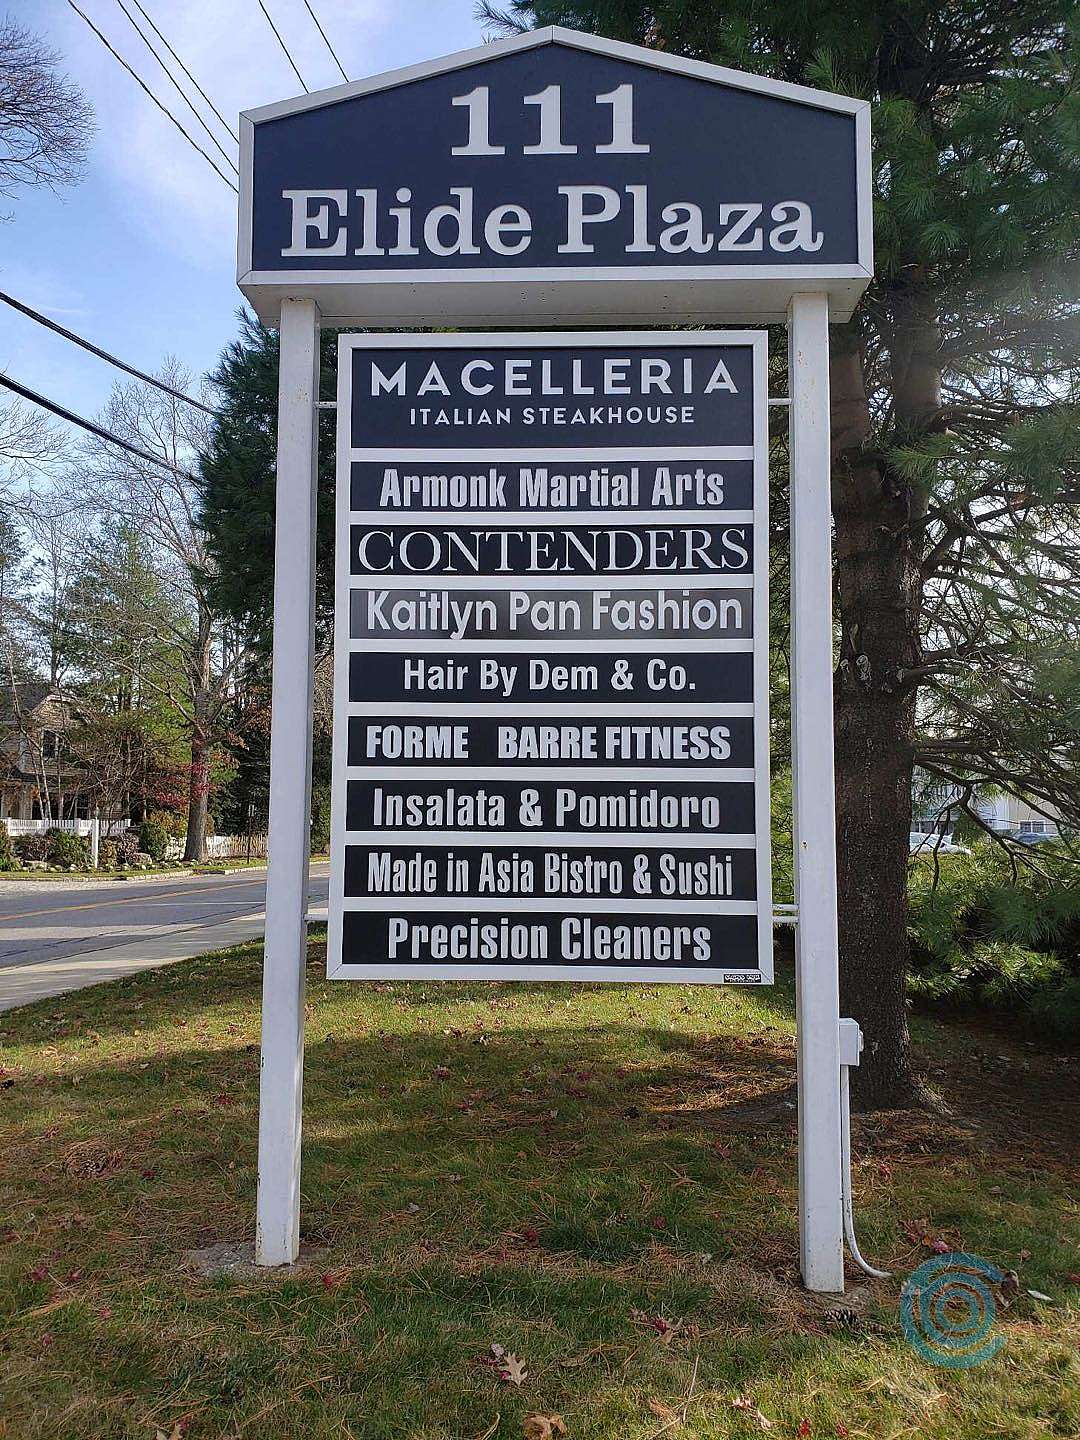 111
Elide Plaza
MACELLERIA
ITALIAN STEAKHOUSE
Armonk Martial Arts
CONTENDERS
Kaitlyn Pan Fashion
Hair By Dem & Co.
FORME BARRE FITNESS
Insalata & Pomidoro
Made in Asia Bistro & Sushi
Precision Cleaners